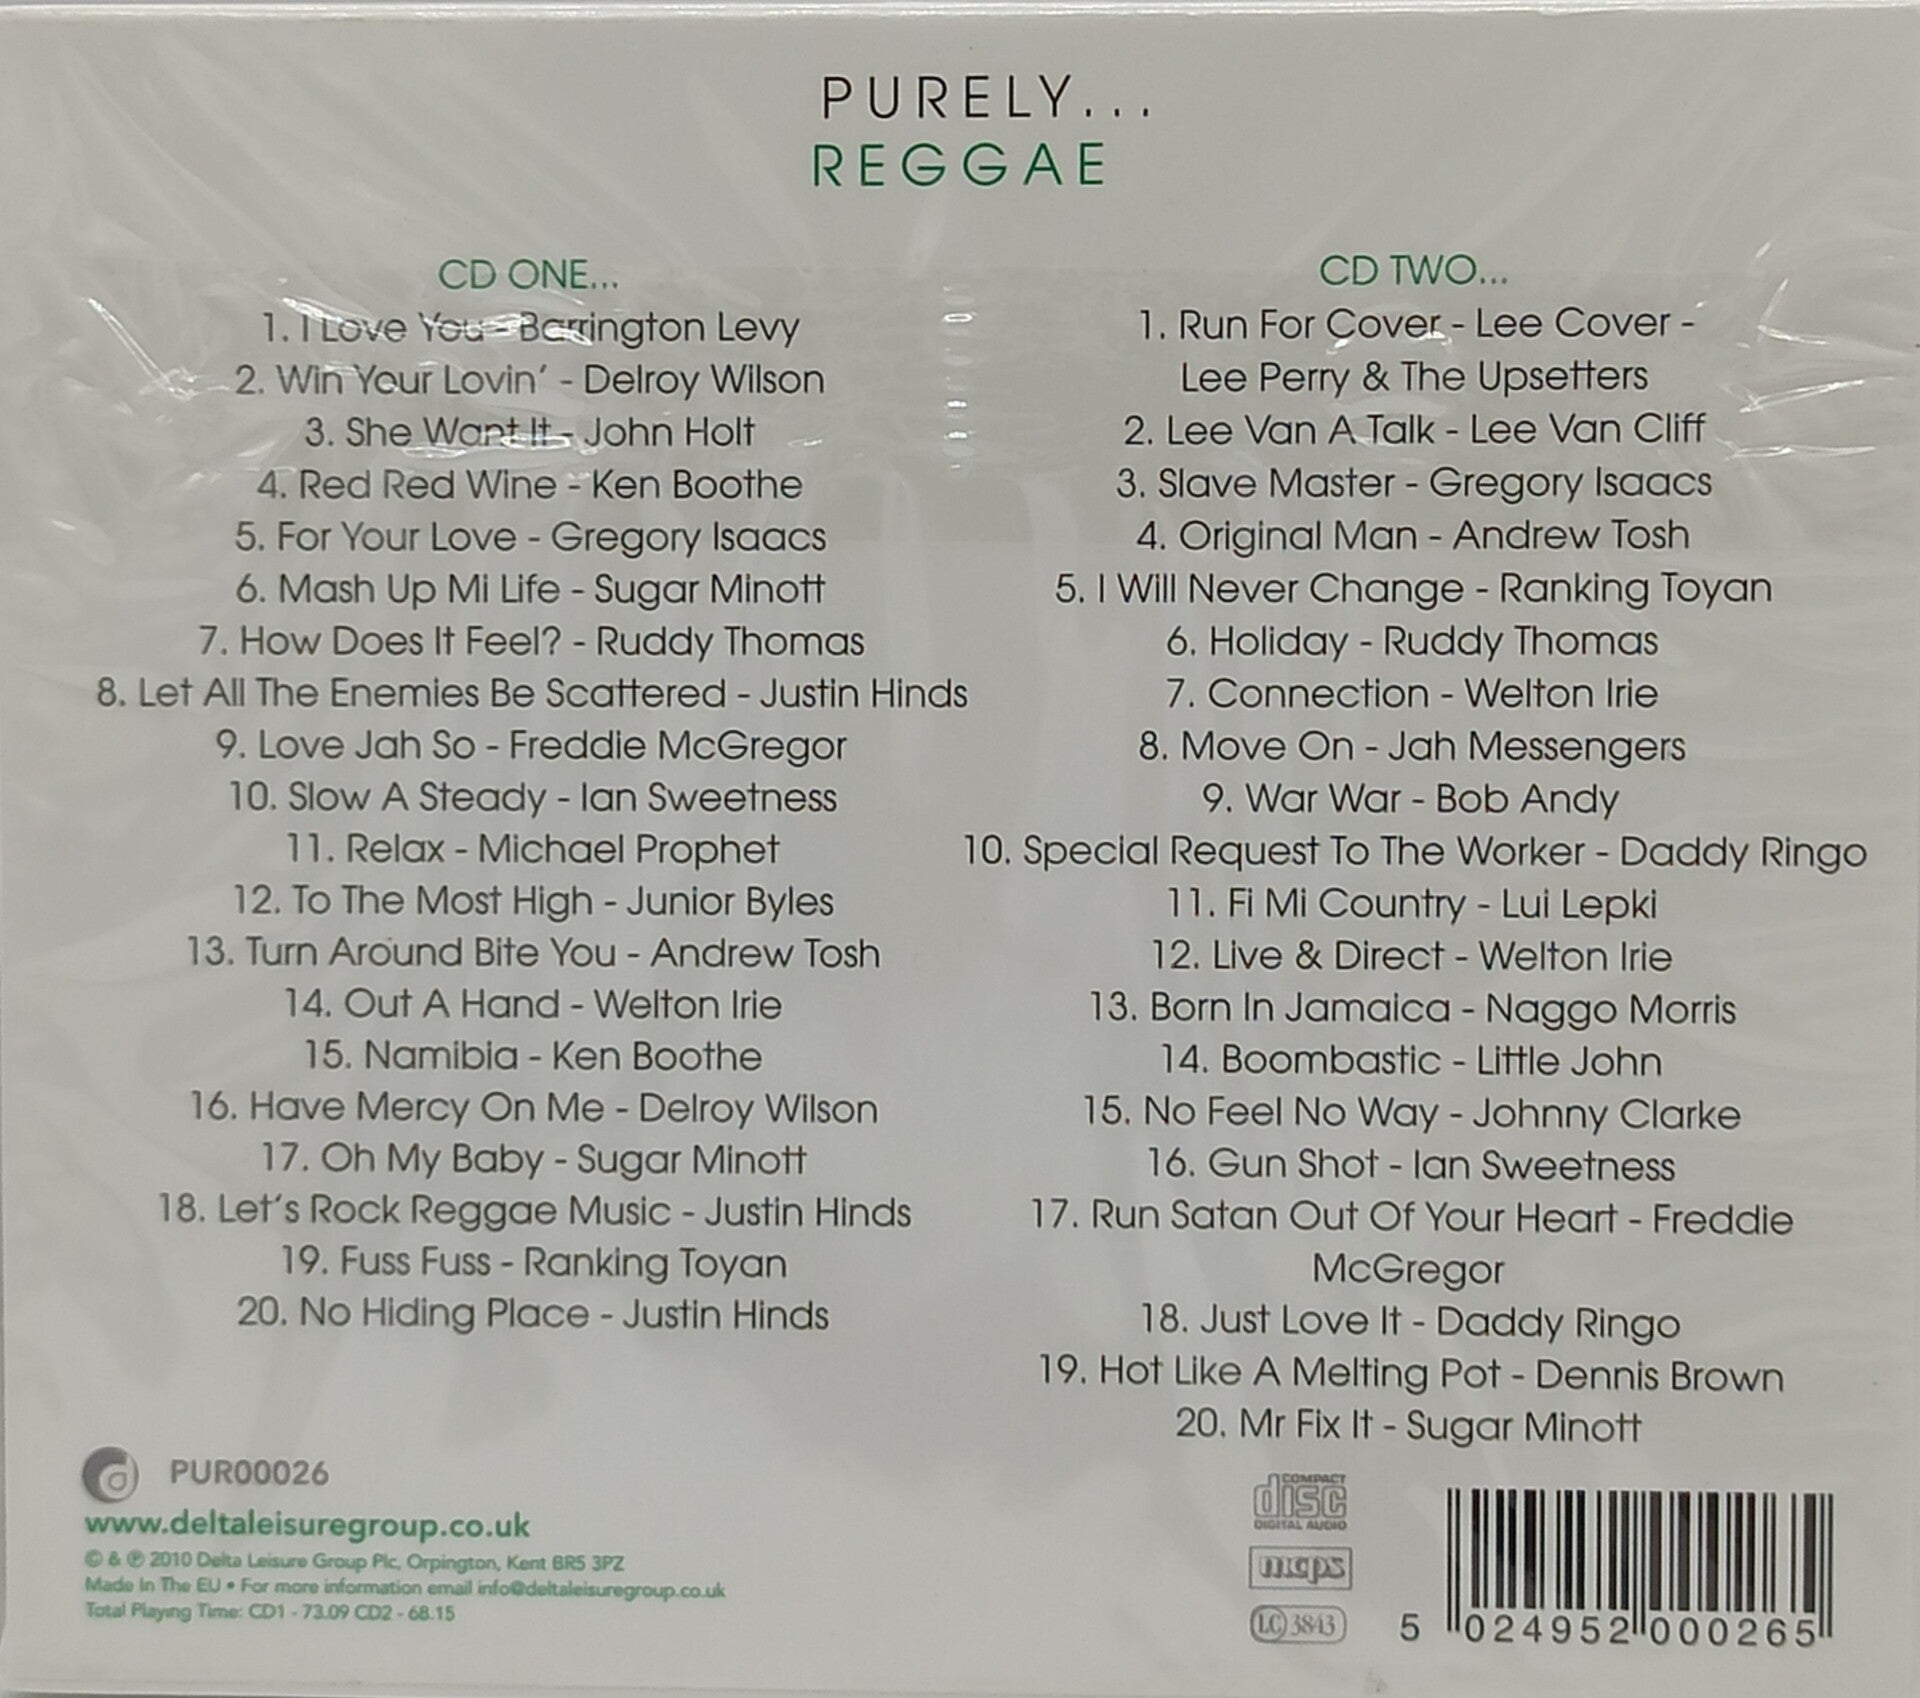 PURELY...
REGGAE
CD ONE...
1. I Love You - Barrington Levy
2. Win Your Lovin' - Delroy Wilson
3. She Want It - John Holt
4. Red Red Wine - Ken Boothe
5. For Your Love - Gregory Isaacs
6. Mash Up Mi Life - Sugar Minott
7. How Does It Feel? - Ruddy Thomas
8. Let All The Enemies Be Scattered - Justin Hinds
9. Love Jah So - Freddie McGregor
10. Slow A Steady - Ian Sweetness
11. Relax - Michael Prophet
12. To The Most High - Junior Byles
13. Turn Around Bite You - Andrew Tosh
14. Out A Hand - Welton Irie
15. Namibia - Ken Boothe
16. Have Mercy On Me - Delroy Wilson
17. Oh My Baby - Sugar Minott
18. Let's Rock Reggae Music - Justin Hinds
19. Fuss Fuss - Ranking Toyan
20. No Hiding Place - Justin Hinds
CD TWO...
1. Run For Cover - Lee Cover -
Lee Perry & The Upsetters
2. Lee Van A Talk - Lee Van Cliff
3. Slave Master - Gregory Isaacs
4. Original Man - Andrew Tosh
5. I Will Never Change - Ranking Toyan
6. Holiday - Ruddy Thomas
7. Connection - Welton Irie
8. Move On - Jah Messengers
9. War War - Bob Andy
10. Special Request To The Worker - Daddy Ringo
11. Fi Mi Country - Lui Lepki
12. Live & Direct - Welton Irie
13. Born In Jamaica - Naggo Morris
14. Boombastic - Little John
15. No Feel No Way - Johnny Clarke
16. Gun Shot - Ian Sweetness
17. Run Satan Out Of Your Heart - Freddie
McGregor
18. Just Love It - Daddy Ringo
19. Hot Like A Melting Pot - Dennis Brown
20. Mr Fix It - Sugar Minott
d PUR00026
www.deltaleisuregroup.co.uk
© & ℗ 2010 Delta Leisure Group Plc, Orpington, Kent BR5 3PZ
Made In The EU • For more information email info@deltaleisuregroup.co.uk
Total Playing Time: CD1 - 73.09 CD2 - 68.15
COMPACT
disc
DIGITAL AUDIO
mcps
LC 3843
5 024952 000265